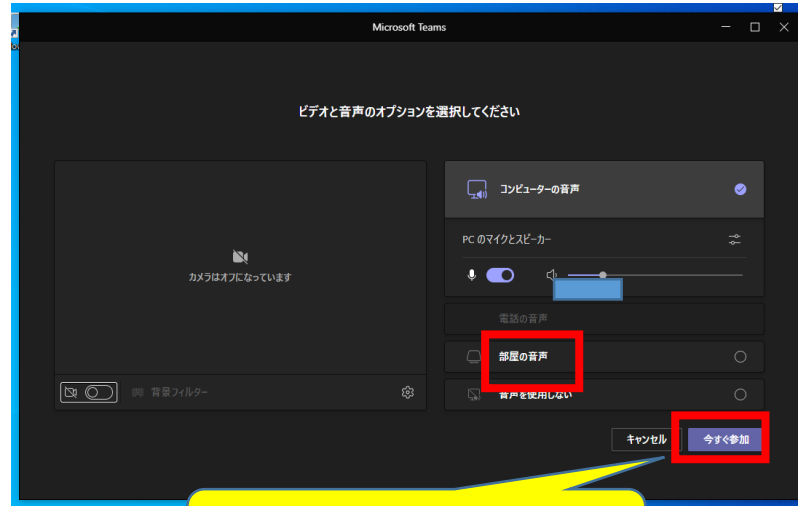 Microsoft Teams
ビデオと音声のオプションを選択してください
コンピューターの音声
PC のマイクとスピーカー
カメラはオフになっています
電話の音声
部屋の音声
背景フィルター
音声を使用しない
キャンセル
今すぐ参加